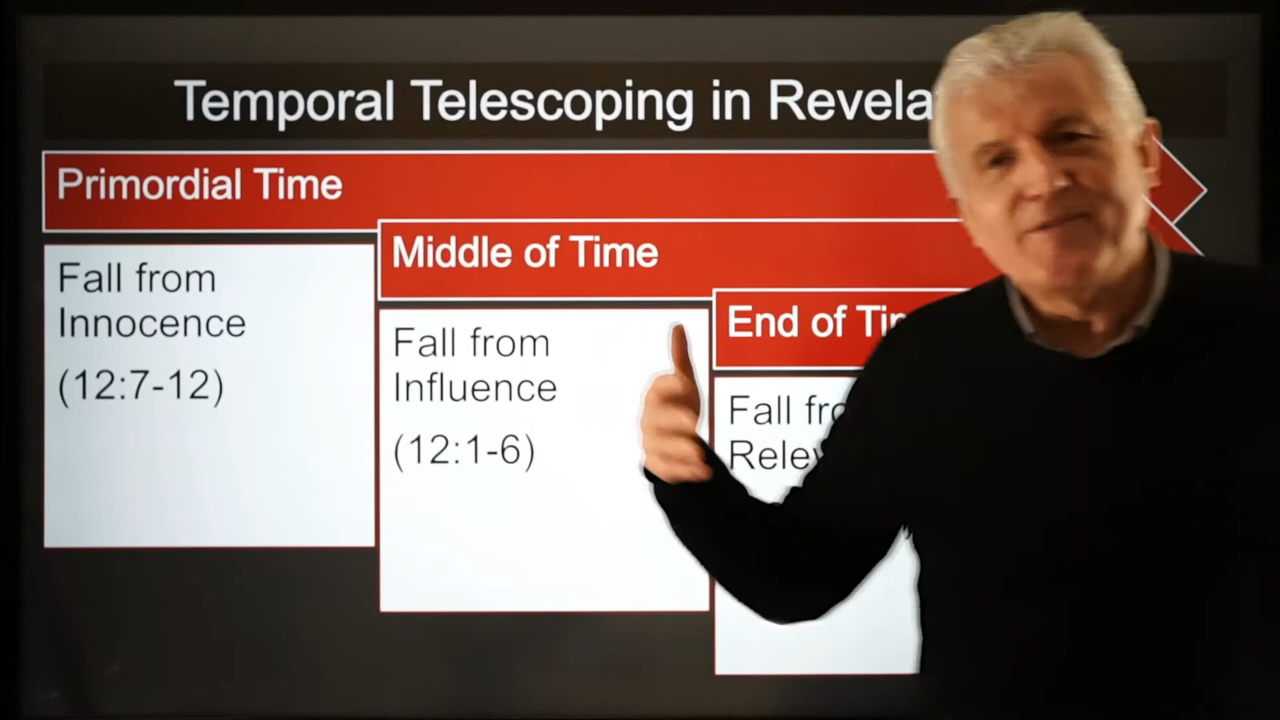 Temporal Telescoping in Revela
Primordial Time
Middle of Time
End of Ti
Fall from
Innocence
(12:7-12)
Fall from
Influence
(12:1-6)
Fall fro
Rele